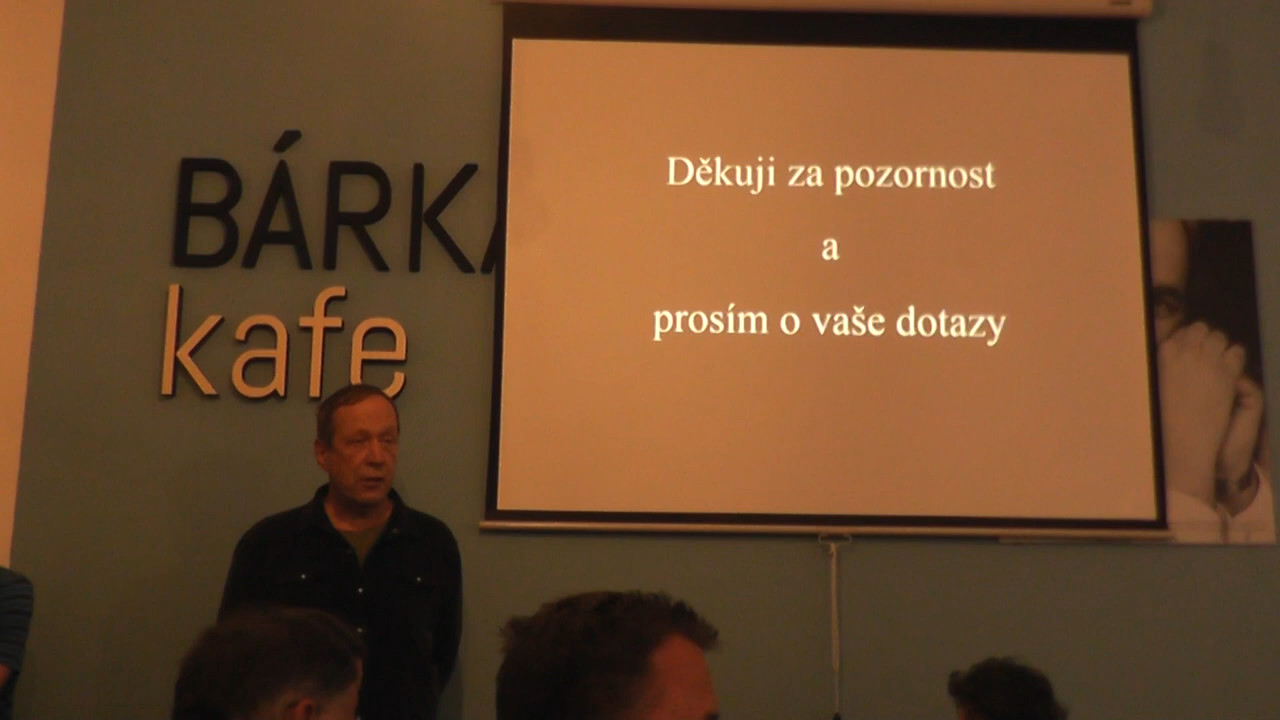 BÁRKA
kafe
Děkuji za pozornost
a
prosím o vaše dotazy